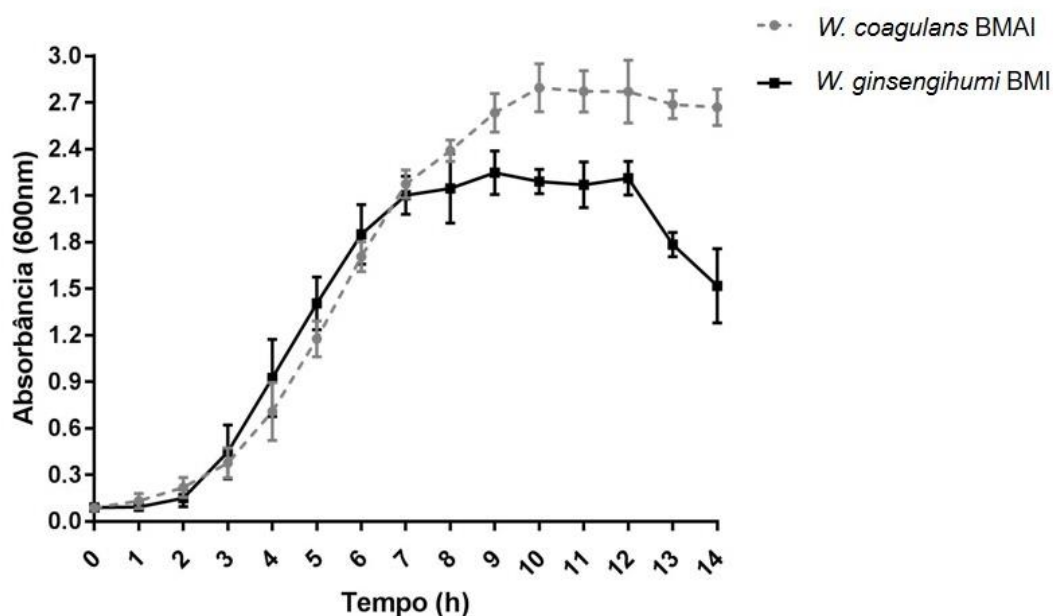 W. coagulans BMAI
W. ginsengihumi BMI
Absorbância (600nm)
3.0
2.7
2.4
2.1
1.8
1.5
1.2
0.9
0.6
0.3
0.0
0 1 2 3 4 5 6 7 8 9 10 11 12 13 14
Tempo (h)